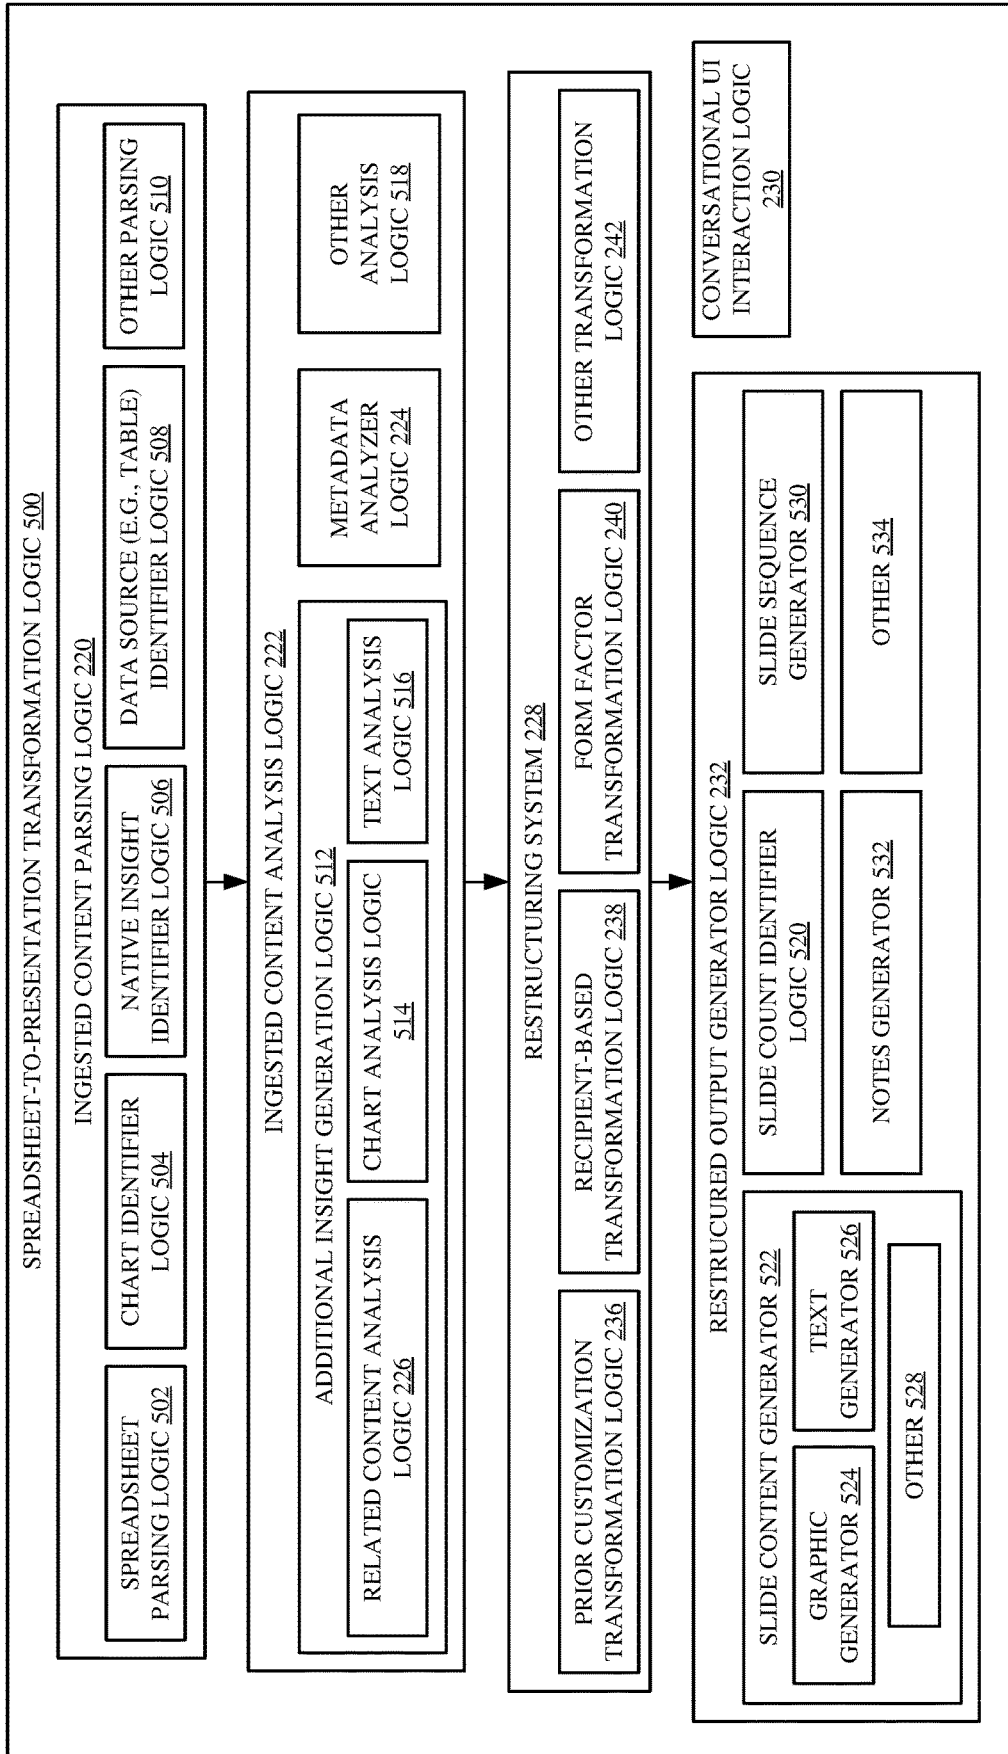 SPREADSHEET-TO-PRESENTATION TRANSFORMATION LOGIC 500
INGESTED CONTENT PARSING LOGIC 220
SPREADSHEET
PARSING LOGIC 502
CHART IDENTIFIER
LOGIC 504
NATIVE INSIGHT
IDENTIFIER LOGIC 506
DATA SOURCE (E.G., TABLE)
IDENTIFIER LOGIC 508
OTHER PARSING
LOGIC 510
INGESTED CONTENT ANALYSIS LOGIC 222
ADDITIONAL INSIGHT GENERATION LOGIC 512
RELATED CONTENT ANALYSIS
LOGIC 226
CHART ANALYSIS LOGIC
514
TEXT ANALYSIS
LOGIC 516
METADATA
ANALYZER
LOGIC 224
OTHER
ANALYSIS
LOGIC 518
RESTRUCTURING SYSTEM 228
PRIOR CUSTOMIZATION
TRANSFORMATION LOGIC 236
RECIPIENT-BASED
TRANSFORMATION LOGIC 238
FORM FACTOR
TRANSFORMATION LOGIC 240
OTHER TRANSFORMATION
LOGIC 242
RESTRUCURED OUTPUT GENERATOR LOGIC 232
SLIDE CONTENT GENERATOR 522
GRAPHIC
GENERATOR 524
TEXT
GENERATOR 526
OTHER 528
SLIDE COUNT IDENTIFIER
LOGIC 520
SLIDE SEQUENCE
GENERATOR 530
NOTES GENERATOR 532
OTHER 534
CONVERSATIONAL UI
INTERACTION LOGIC
230